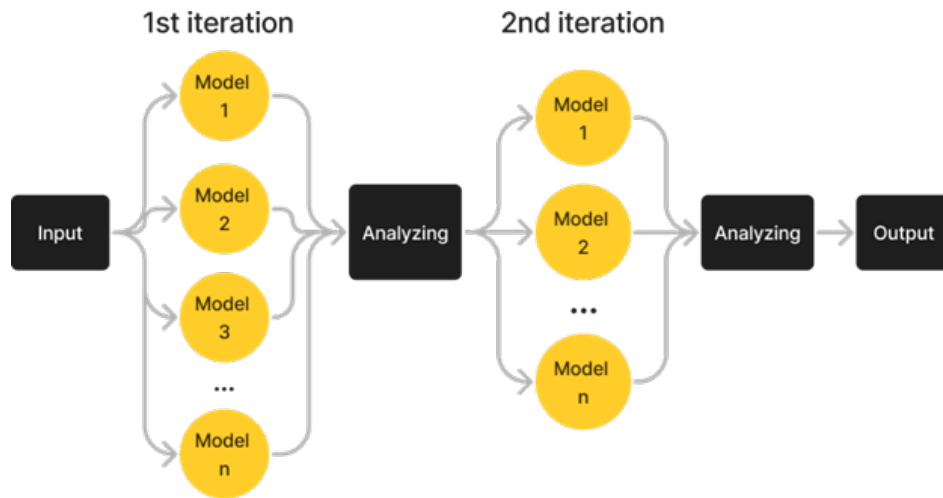 1st iteration
2nd iteration
Input
Model
1
Model
2
Model
3
...
Model
n
Analyzing
Model
1
Model
2
...
Model
n
Analyzing
Output